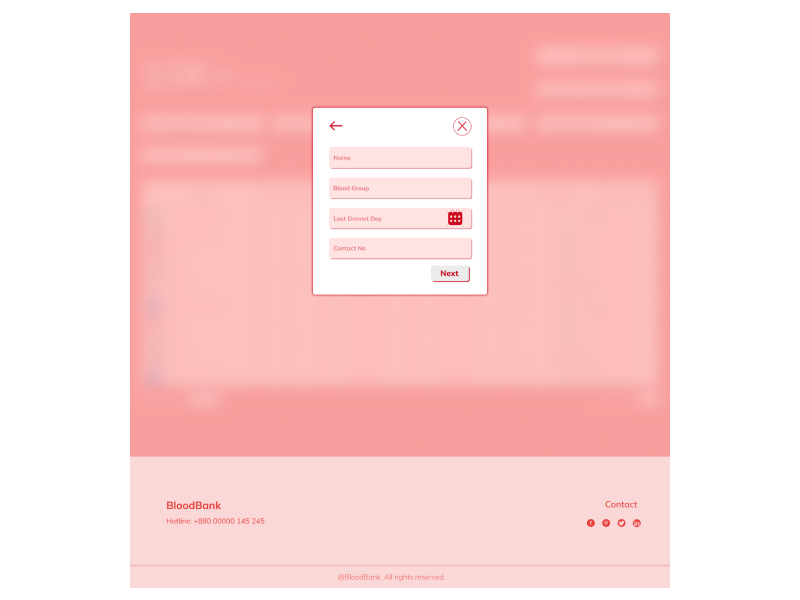 Name
Blood Group
Last Donnet Day
Contact No
Next
BloodBank
Hotline: +880 00000 145 245
Contact
@BloodBank. All rights reserved.